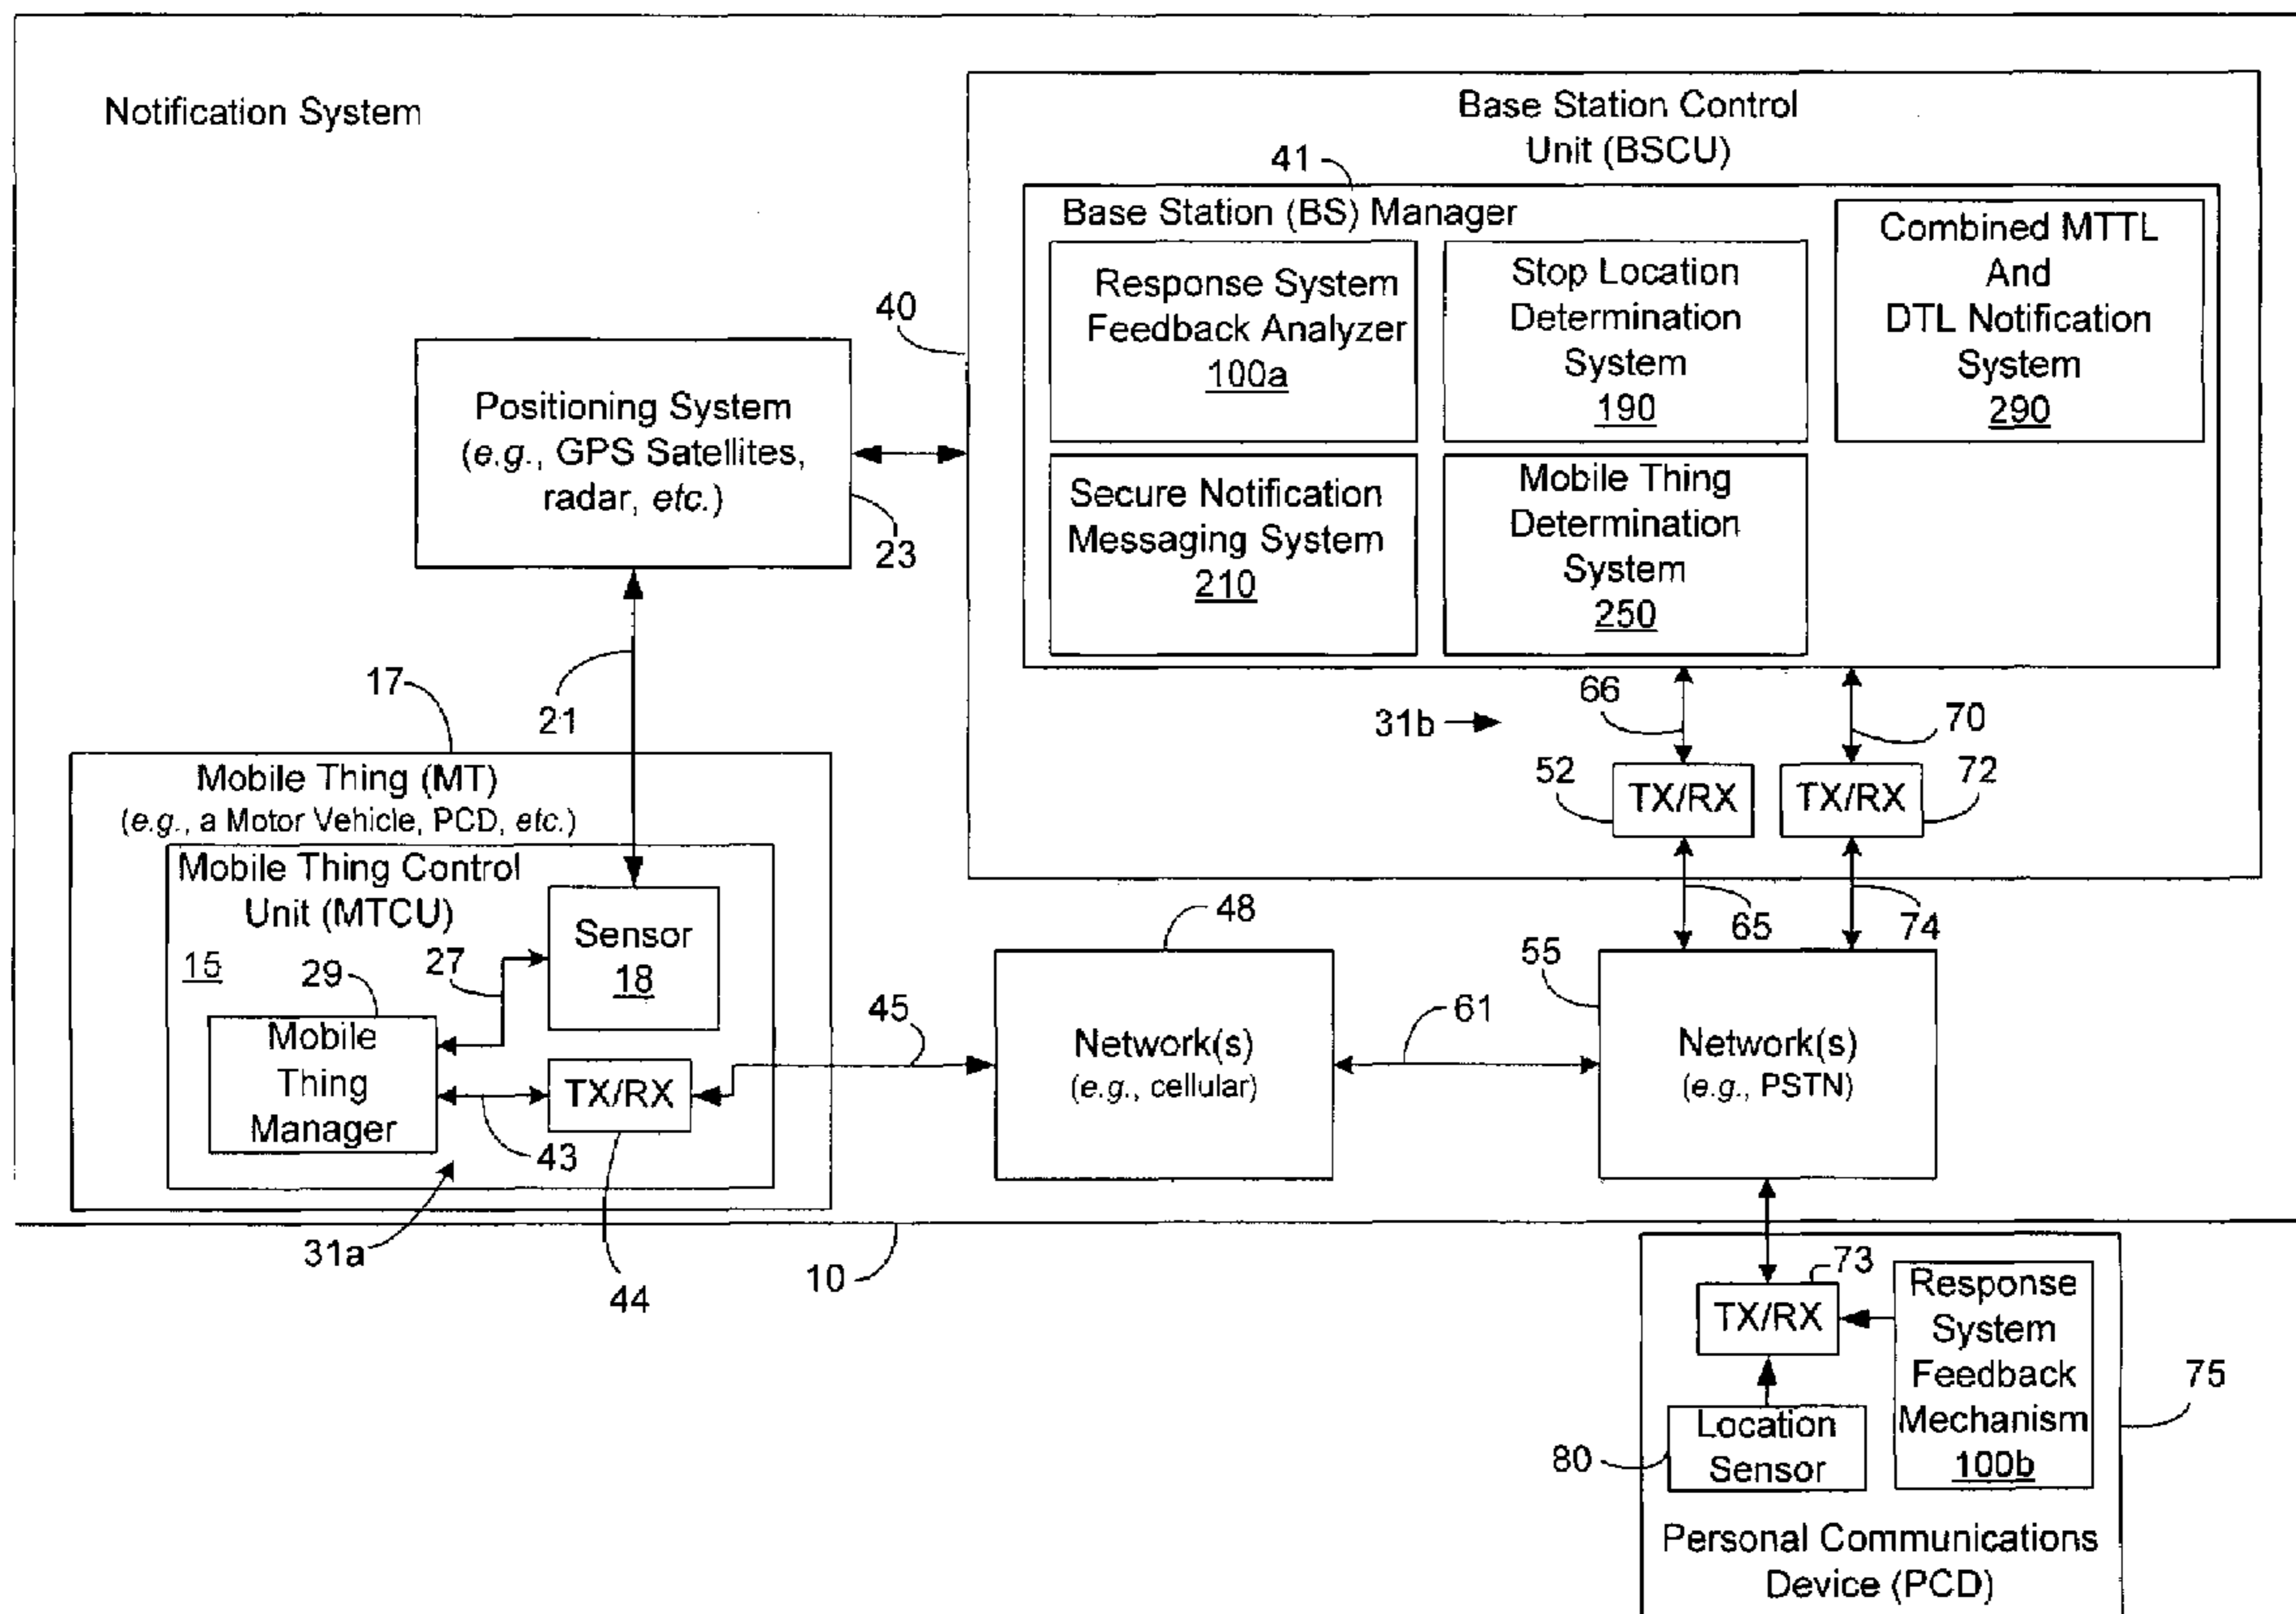 Notification System
Base Station Control
Unit (BSCU)
41
Base Station (BS) Manager
Response System
Feedback Analyzer
100a
Stop Location
Determination
System
190
Combined MTTL
And
DTL Notification
System
290
Secure Notification
Messaging System
210
Mobile Thing
Determination
System
250
40
Positioning System
(e.g., GPS Satellites,
radar, etc.)
23
21
17
66
70
31b
52
TX/RX
TX/RX
72
65
74
Mobile Thing (MT)
(e.g., a Motor Vehicle, PCD, etc.)
Mobile Thing Control
Unit (MTCU)
15
Sensor
18
27
29
Mobile
Thing
Manager
TX/RX
43
31a
44
45
48
Network(s)
(e.g., cellular)
61
55
Network(s)
(e.g., PSTN)
10
73
TX/RX
Response
System
Feedback
Mechanism
100b
75
80
Location
Sensor
Personal Communications
Device (PCD)